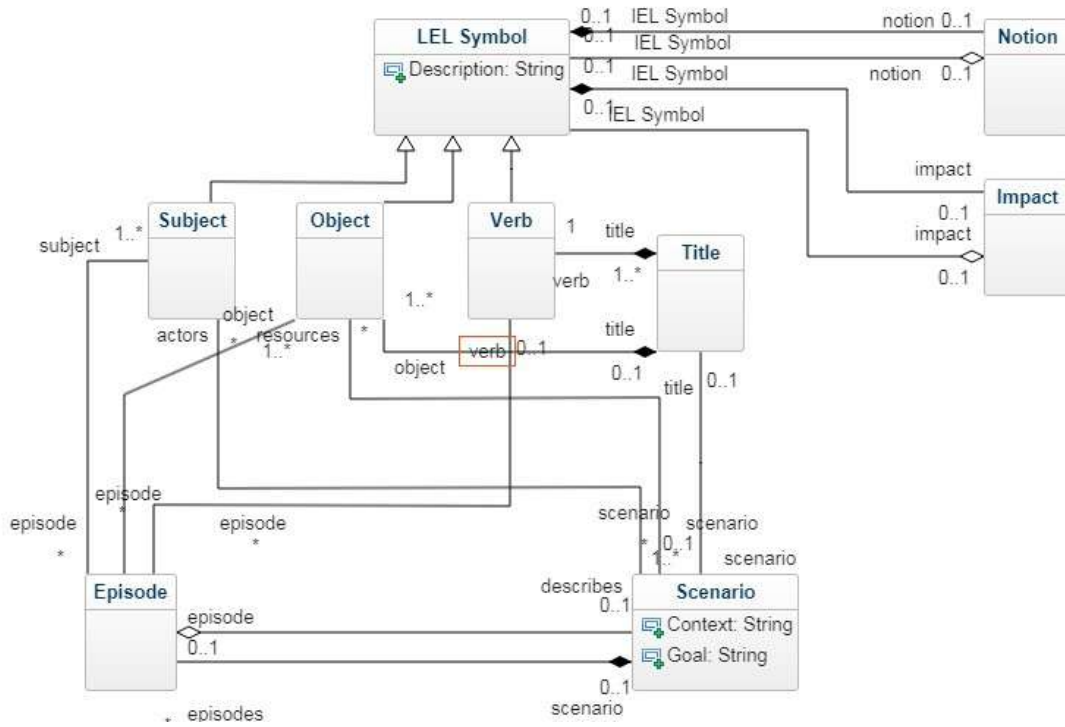 0..1 lEL Symbol notion 0..1
LEL Symbol
Description: String
Notion
0..1 lEL Symbol
notion 0..1
0..1 lEL Symbol
0..1 lEL Symbol
impact
0..1
impact
0..1
Impact
Subject
Object
Verb
Title
1..*
subject
1 title
verb 1..*
1..*
object
actors * resources *
1..*
title
verb 0..1
object 0..1
title 0..1
episode
*
episode
*
episode
*
scenario
*
0..1
1..*
scenario
scenario
Episode
describes
0..1
Scenario
Context: String
Goal: String
episode
0..1
0..1
scenario
* episodes